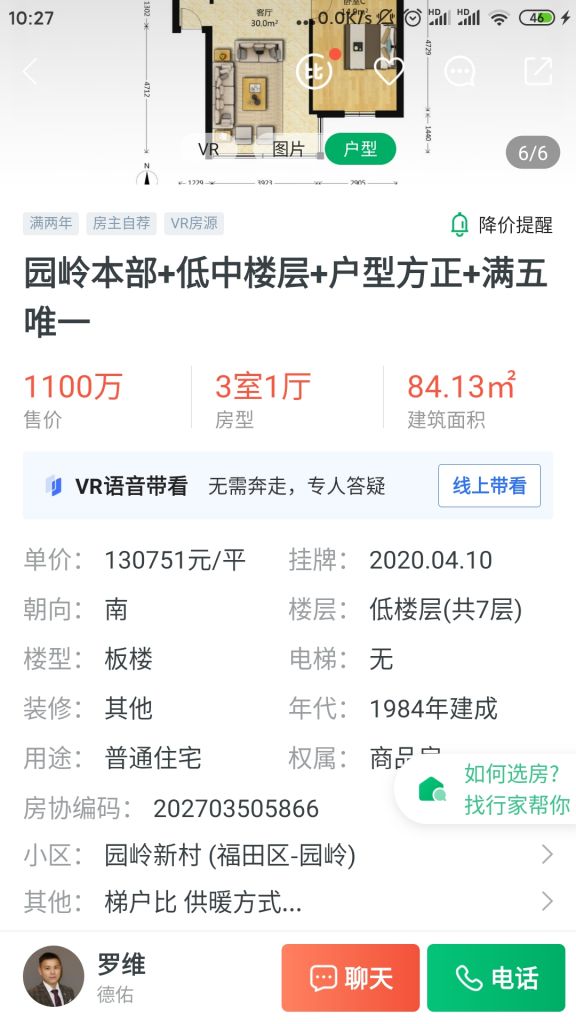 10:27
...0.0K/s
HD
HD
46
1302
客厅
30.0m²
卧室C
14.9m²
4729
4712
比
VR
图片
户型
1440
6/6
N
1229
3923
2905
满两年
房主自荐
VR房源
降价提醒
园岭本部+低中楼层+户型方正+满五
唯一
1100万
3室1厅
84.13㎡
售价
房型
建筑面积
VR语音带看
无需奔走，专人答疑
线上带看
单价： 130751元/平
挂牌： 2020.04.10
朝向： 南
楼层： 低楼层(共7层)
楼型： 板楼
电梯： 无
装修： 其他
年代： 1984年建成
用途： 普通住宅
权属： 商品房
如何选房?
找行家帮你
房协编码： 202703505866
小区： 园岭新村 (福田区-园岭)
其他： 梯户比 供暖方式...
罗维
德佑
聊天
电话